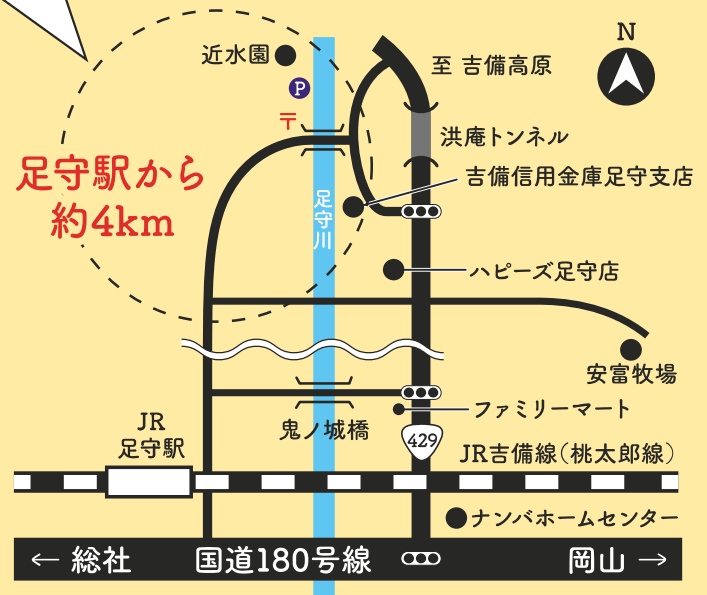 近水園
P
〒
至 吉備高原
N
洪庵トンネル
足守駅から
約4km
吉備信用金庫足守支店
足守川
ハピーズ足守店
安富牧場
ファミリーマート
鬼ノ城橋
JR
足守駅
429
JR吉備線(桃太郎線)
ナンバホームセンター
← 総社
国道180号線
岡山 →